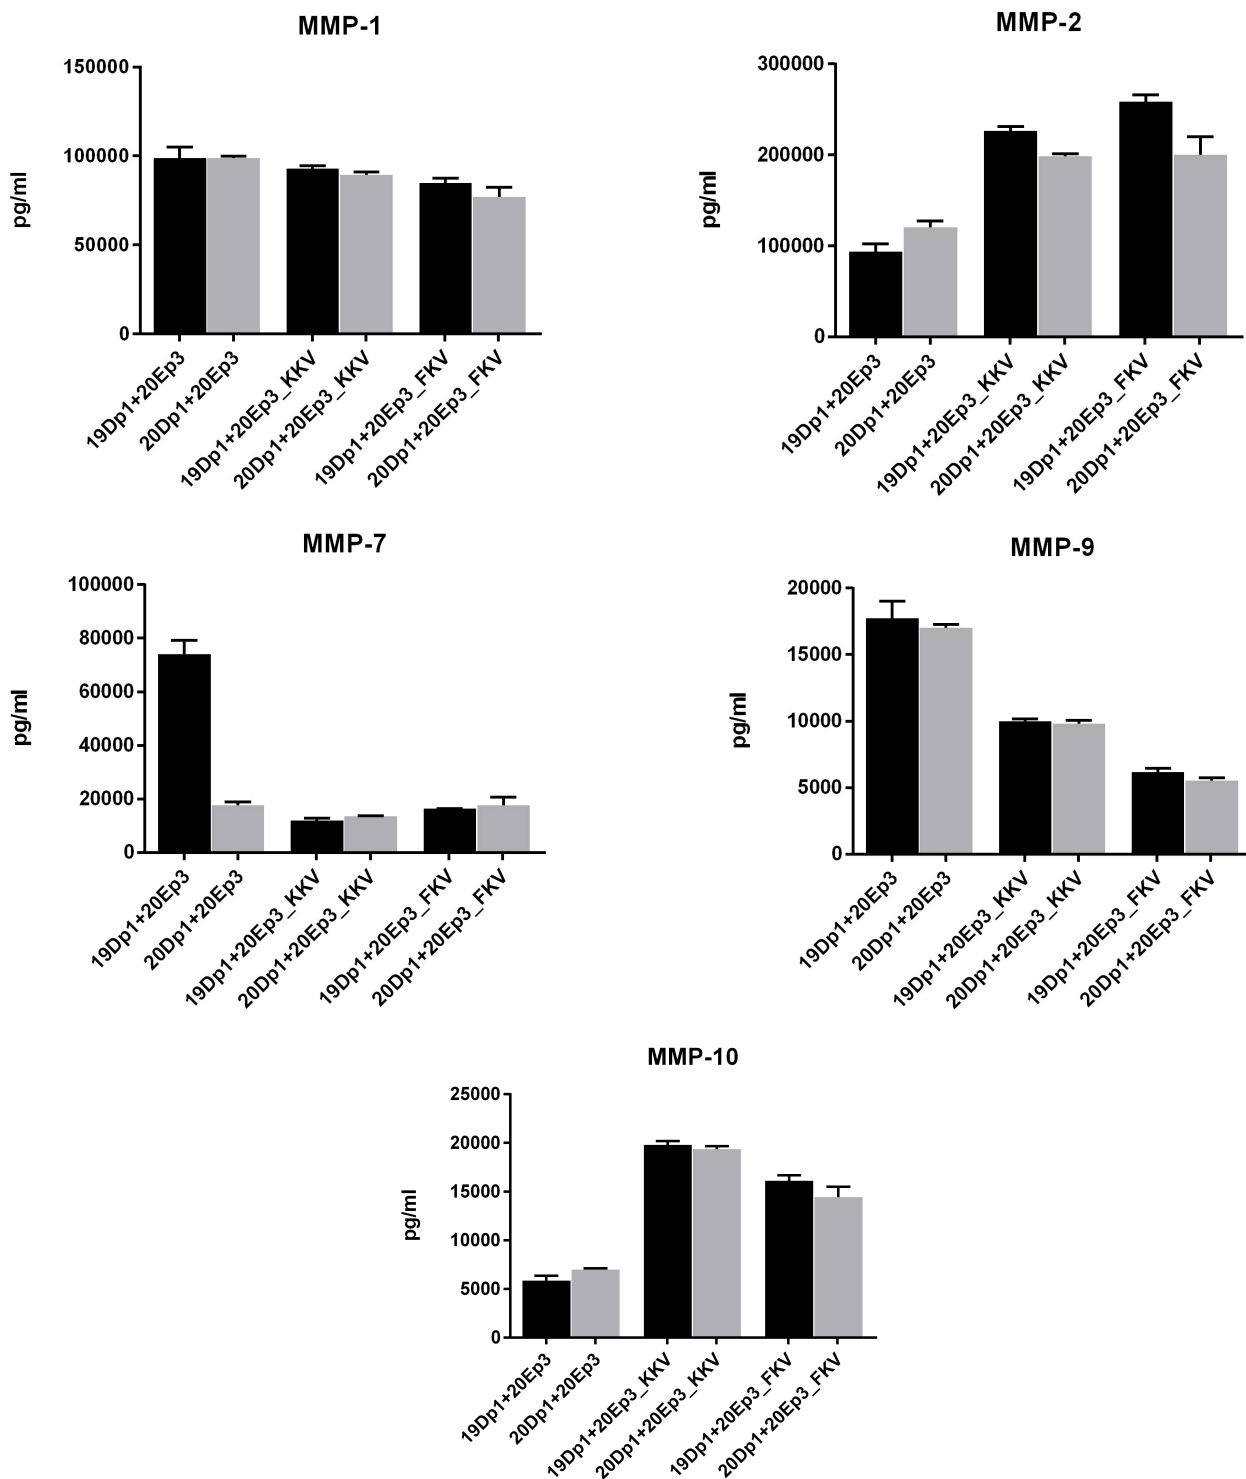 MMP-1
150000
100000
50000
0
pg/ml
19Dp1+20Ep3
20Dp1+20Ep3
19Dp1+20Ep3_KKV
20Dp1+20Ep3_KKV
19Dp1+20Ep3_FKV
20Dp1+20Ep3_FKV
MMP-2
300000
200000
100000
0
pg/ml
19Dp1+20Ep3
20Dp1+20Ep3
19Dp1+20Ep3_KKV
20Dp1+20Ep3_KKV
19Dp1+20Ep3_FKV
20Dp1+20Ep3_FKV
MMP-7
100000
80000
60000
40000
20000
0
pg/ml
19Dp1+20Ep3
20Dp1+20Ep3
19Dp1+20Ep3_KKV
20Dp1+20Ep3_KKV
19Dp1+20Ep3_FKV
20Dp1+20Ep3_FKV
MMP-9
20000
15000
10000
5000
0
pg/ml
19Dp1+20Ep3
20Dp1+20Ep3
19Dp1+20Ep3_KKV
20Dp1+20Ep3_KKV
19Dp1+20Ep3_FKV
20Dp1+20Ep3_FKV
MMP-10
25000
20000
15000
10000
5000
0
pg/ml
19Dp1+20Ep3
20Dp1+20Ep3
19Dp1+20Ep3_KKV
20Dp1+20Ep3_KKV
19Dp1+20Ep3_FKV
20Dp1+20Ep3_FKV